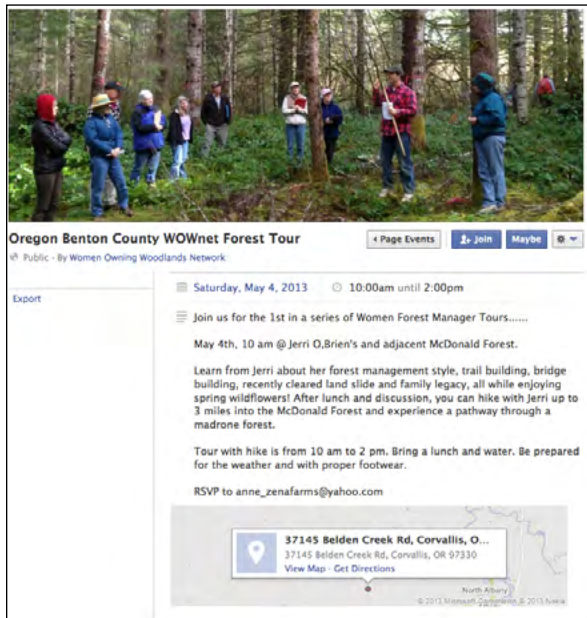 Oregon Benton County WOWnet Forest Tour
Page Events
Join
Maybe
Public · By Women Owning Woodlands Network
Export
Saturday, May 4, 2013
10:00am until 2:00pm
Join us for the 1st in a series of Women Forest Manager Tours......
May 4th, 10 am @ Jerri O,Brien's and adjacent McDonald Forest.
Learn from Jerri about her forest management style, trail building, bridge
building, recently cleared land slide and family legacy, all while enjoying
spring wildflowers! After lunch and discussion, you can hike with Jerri up to
3 miles into the McDonald Forest and experience a pathway through a
madrone forest.
Tour with hike is from 10 am to 2 pm. Bring a lunch and water. Be prepared
for the weather and with proper footwear.
RSVP to anne_zenafarms@yahoo.com
37145 Belden Creek Rd, Corvallis, O...
37145 Belden Creek Rd, Corvallis, OR 97330
View Map · Get Directions
North Albany
© 2013 Microsoft Corporation © 2013 Nokia